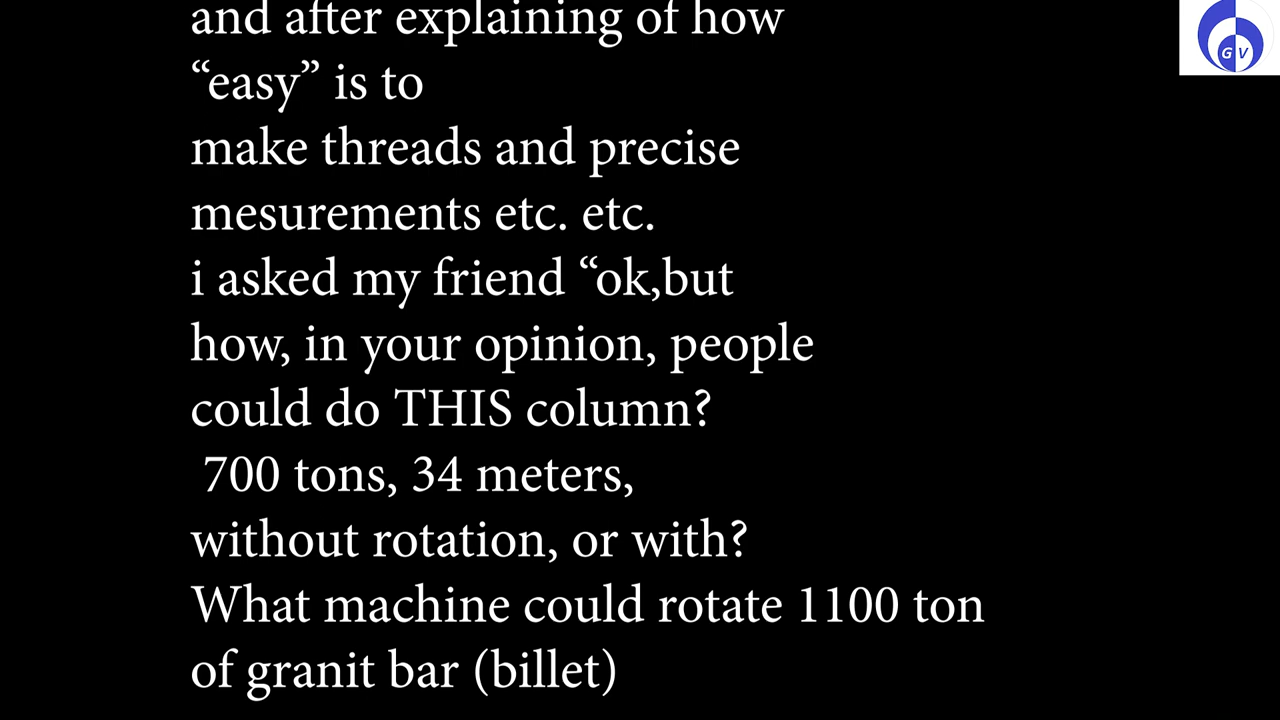 and after explaining of how
“easy” is to
make threads and precise
mesurements etc. etc.
i asked my friend “ok,but
how, in your opinion, people
could do THIS column?
700 tons, 34 meters,
without rotation, or with?
What machine could rotate 1100 ton
of granit bar (billet)
G V